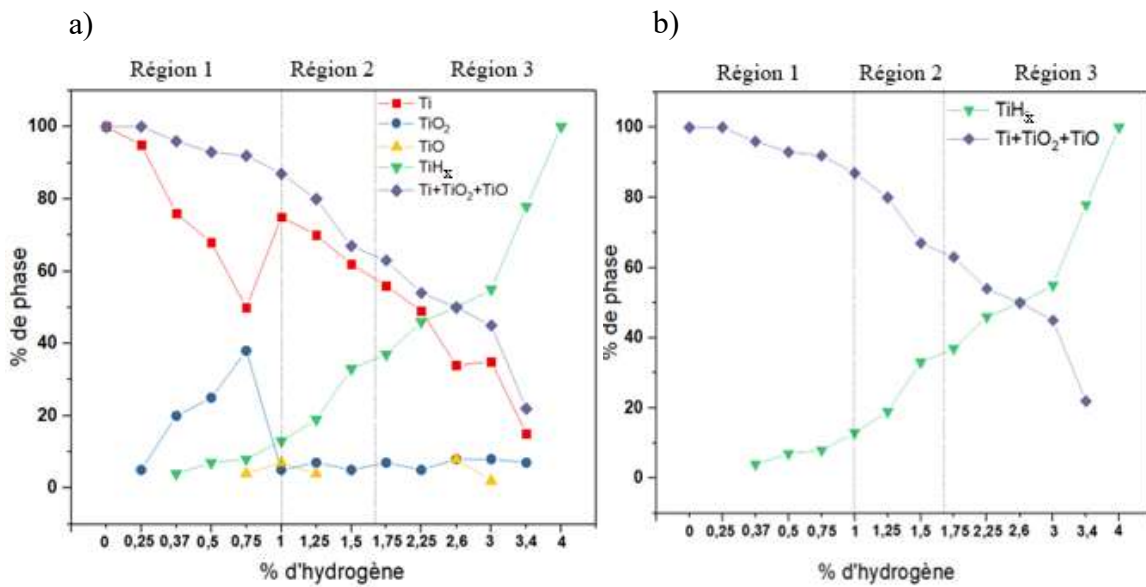 a)
Région 1 Région 2 Région 3
Ti
TiO₂
TiO
TiHₓ
Ti+TiO₂+TiO
% de phase
100
80
60
40
20
0
0 0,25 0,37 0,5 0,75 1 1,25 1,5 1,75 2,25 2,6 3 3,4 4
% d'hydrogène
b)
Région 1 Région 2 Région 3
TiHₓ
Ti+TiO₂+TiO
% de phase
100
80
60
40
20
0
0 0,25 0,37 0,5 0,75 1 1,25 1,5 1,75 2,25 2,6 3 3,4 4
% d'hydrogène